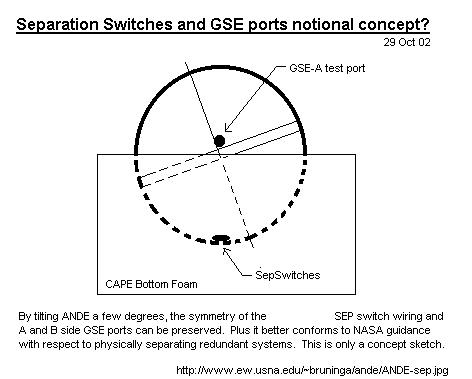 Separation Switches and GSE ports notional concept?
29 Oct 02
GSE-A test port
SepSwitches
CAPE Bottom Foam
By tilting ANDE a few degrees, the symmetry of the SEP switch wiring and
A and B side GSE ports can be preserved. Plus it better conforms to NASA guidance
with respect to physically separating redundant systems. This is only a concept sketch.
http://www.ew.usna.edu/~bruninga/ande/ANDE-sep.jpg